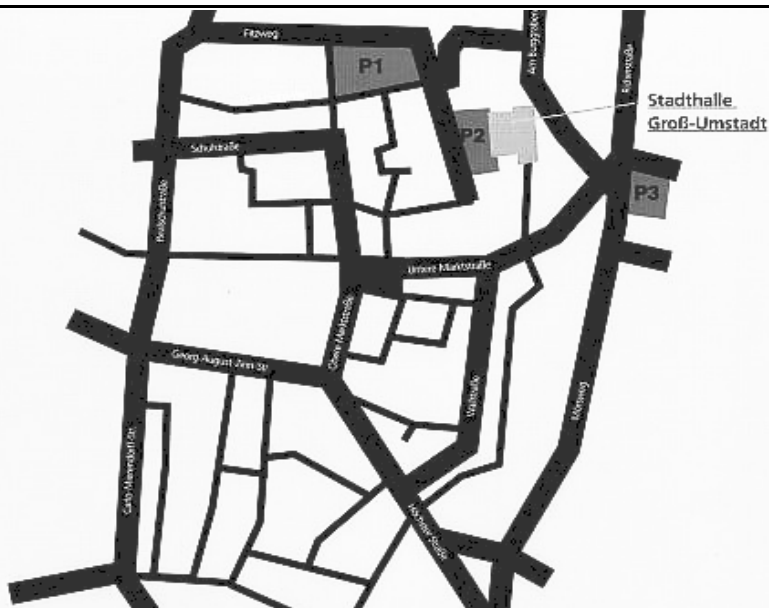 Fitzweg
Am Burggraben
P1
Stadthalle
Groß-Umstadt
P2
Schulstraße
P3
Realschulstraße
Untere Marktstraße
Obere Marktstraße
Georg-August-Zinn-Str.
Wallstraße
Mörsweg
Carlo-Mierendorff-Str.
Höchster Straße